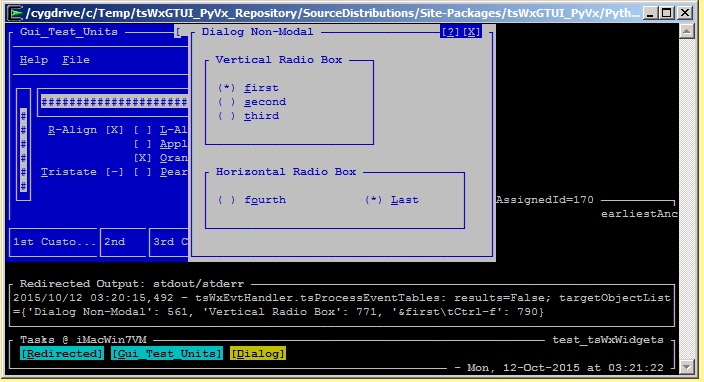 /cygdrive/c/Temp/tsWxGTUI_PyVx_Repository/SourceDistributions/Site-Packages/tsWxGTUI_PyVx/Pyth...
Gui_Test_Units [
Help File
#########################
#
#
#
#
#
#
R-Align [X] [ ] L-Al
[ ] Appl
[X] Oran
Tristate [-] [ ] Pear
1st Custo... 2nd 3rd C
Dialog Non-Modal [?][X]
Vertical Radio Box
(*) first
( ) second
( ) third
Horizontal Radio Box
( ) fourth (*) Last
AssignedId=170
earliestAnc
Redirected Output: stdout/stderr
2015/10/12 03:20:15,492 - tsWxEvtHandler.tsProcessEventTables: results=False; targetObjectList
={'Dialog Non-Modal': 561, 'Vertical Radio Box': 771, '&first\tCtrl-f': 790}
Tasks @ iMacWin7VM test_tsWxWidgets
[Redirected] [Gui_Test_Units] [Dialog]
- Mon, 12-Oct-2015 at 03:21:22